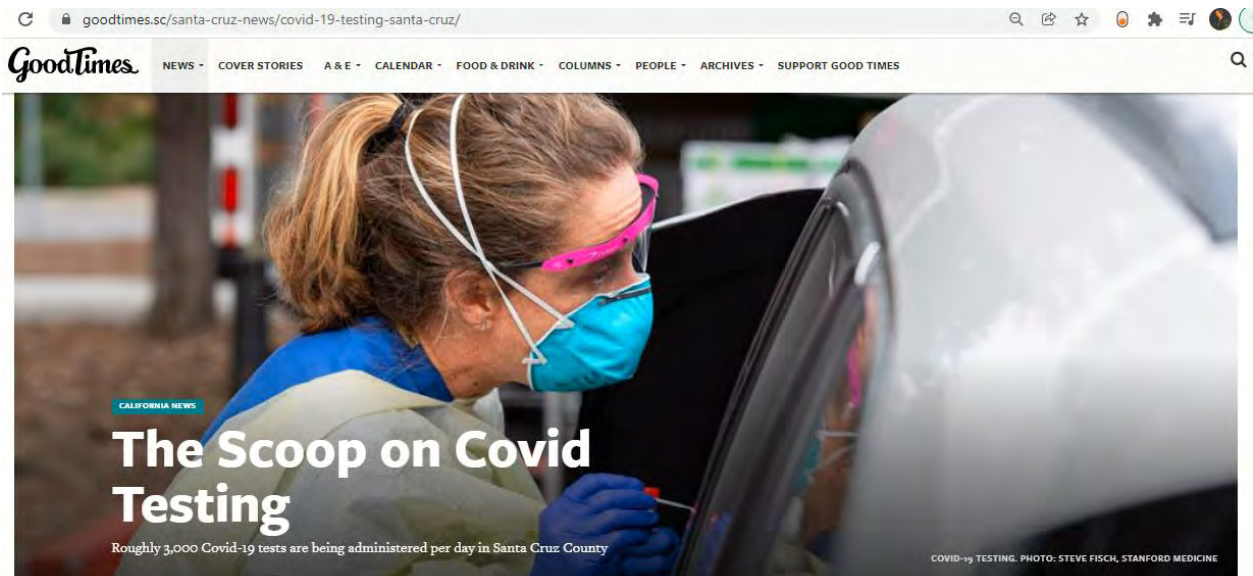 goodtimes.sc/santa-cruz-news/covid-19-testing-santa-cruz/
GoodTimes NEWS COVER STORIES A & E CALENDAR FOOD & DRINK COLUMNS PEOPLE ARCHIVES SUPPORT GOOD TIMES
CALIFORNIA NEWS
The Scoop on Covid
Testing
Roughly 3,000 Covid-19 tests are being administered per day in Santa Cruz County
COVID-19 TESTING. PHOTO: STEVE FISCH, STANFORD MEDICINE